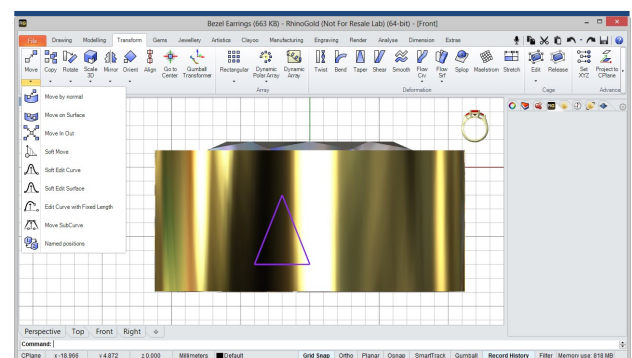 RG
Bezel Earrings (663 KB) - RhinoGold (Not For Resale Lab) (64-bit) - [Front]
File Drawing Modelling Transform Gems Jewellery Artistics Clayoo Manufacturing Engraving Render Analyse Dimension Extras
Move Copy Rotate Scale 3D Mirror Orient Align Go to Center Gumball Transformer Rectangular Dynamic Polar Array Dynamic Array Twist Bend Taper Shear Smooth Flow Crv Flow Srf Splop Maelstrom Stretch Edit Release Set XYZ Project to CPlane
Array Deformation Cage Advance
Move by normal
Move on Surface
Move In Out
Soft Move
Soft Edit Curve
Soft Edit Surface
Edit Curve with Fixed Length
Move SubCurve
Named positions
Perspective Top Front Right
Command:
CPlane x -18.966 y 4.872 z 0.000 Millimeters Default Grid Snap Ortho Planar Osnap SmartTrack Gumball Record History Filter Memory use: 818 MB